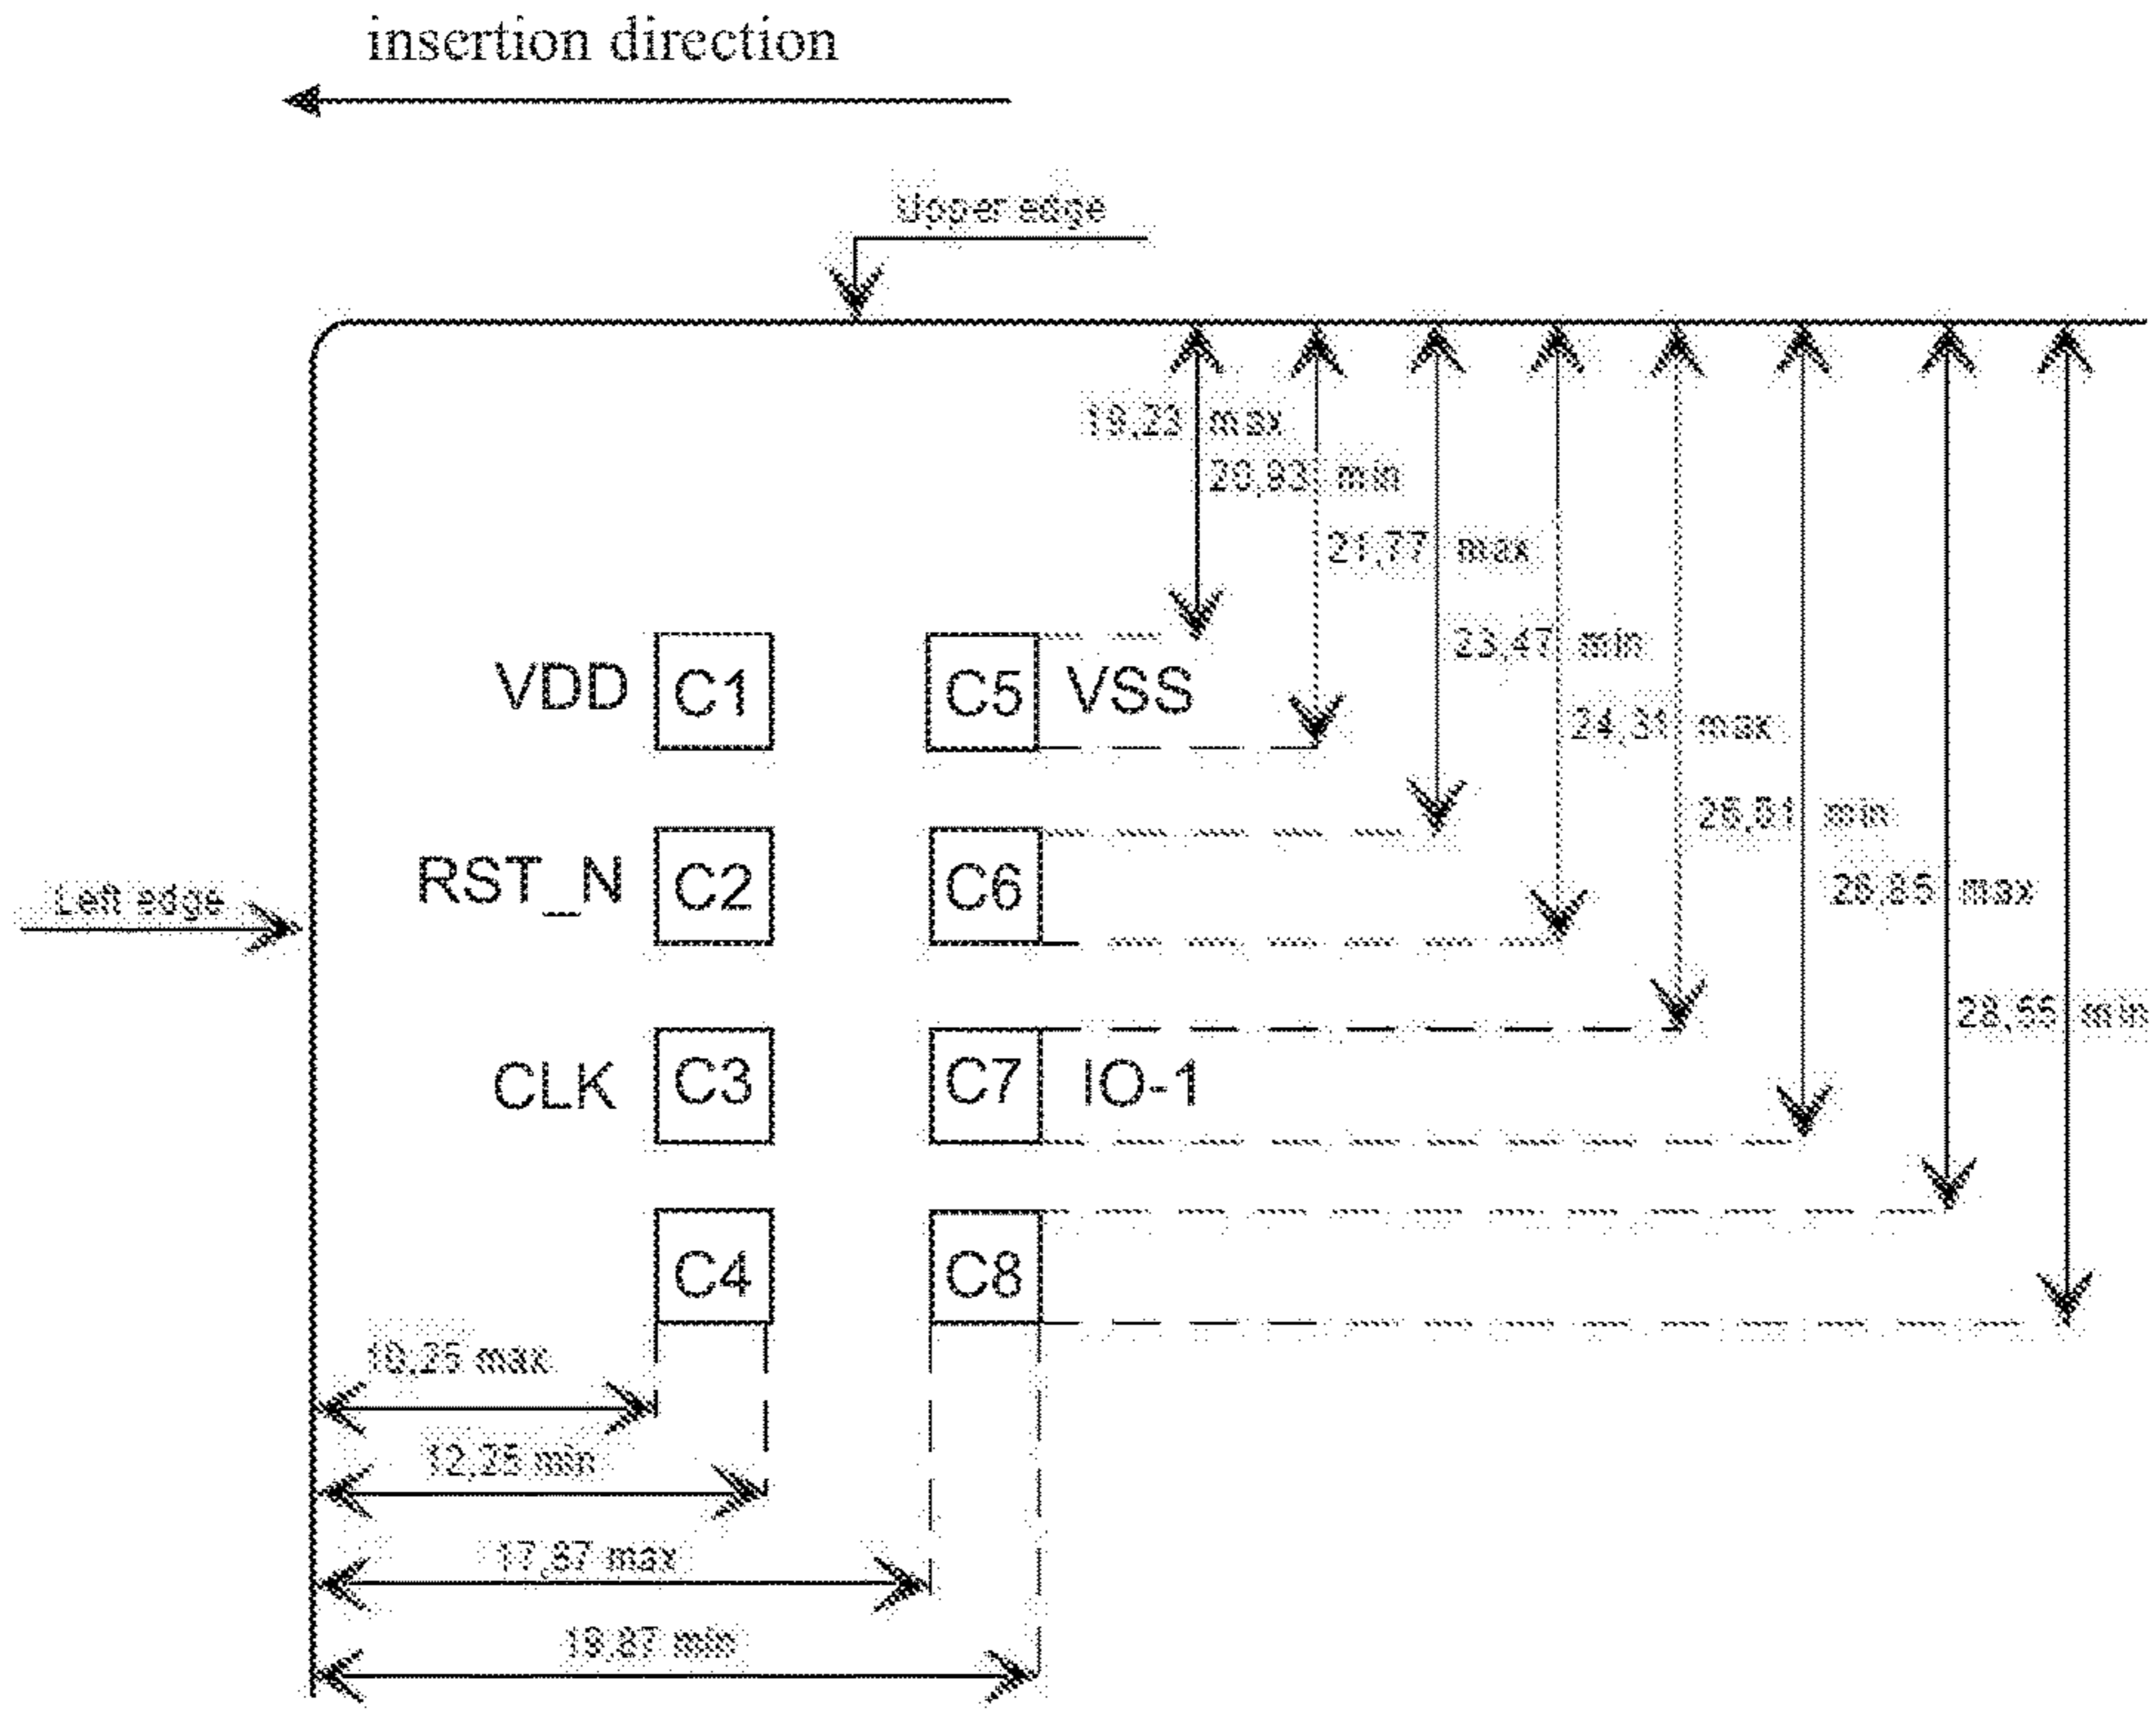 insertion direction
Upper edge
19,23 max
20,93 min
21,77 max
23,47 min
24,31 max
26,01 min
26,85 max
28,55 min
VDD C1 C5 VSS
RST_N C2 C6
Left edge
CLK C3 C7 IO-1
C4 C8
10,25 max
12,25 min
17,87 max
19,87 min